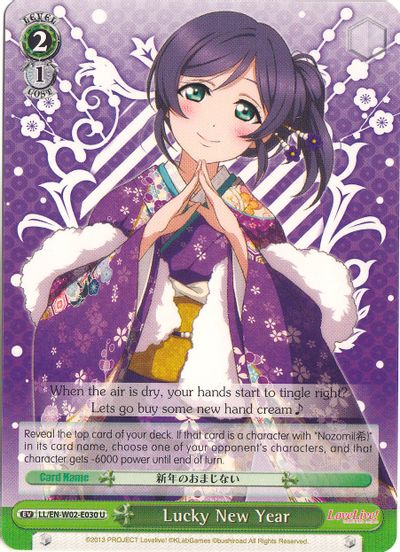 LEVEL
2
1
COST
When the air is dry, your hands start to tingle right?
Lets go buy some new hand cream♪
Reveal the top card of your deck. If that card is a character with "Nozomi(希)"
in its card name, choose one of your opponent's characters, and that
character gets -6000 power until end of turn.
Card Name
新年のおまじない
EV LL/EN-W02-E030 U
Lucky New Year
LoveLive!
©2013 PROJECT Lovelive! ©KLabGames ©bushiroad All Rights Reserved.